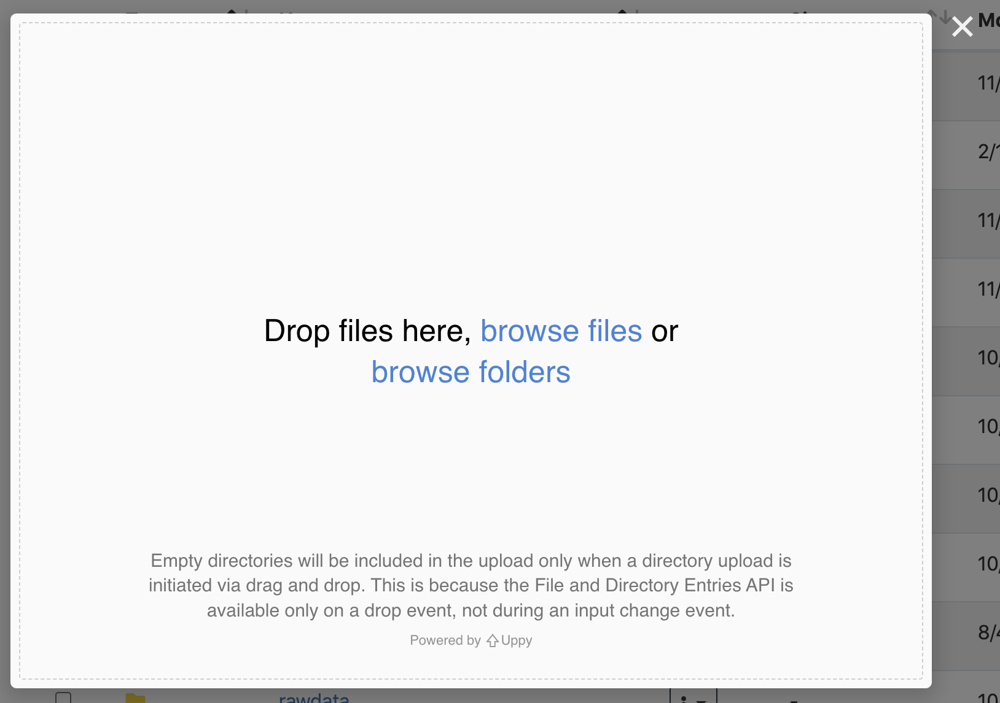 Mo
11/
2/1
11/
11/
10/
10/
10/
10/
8/4
Drop files here, browse files or
browse folders
Empty directories will be included in the upload only when a directory upload is
initiated via drag and drop. This is because the File and Directory Entries API is
available only on a drop event, not during an input change event.
Powered by Uppy
rawdata
10